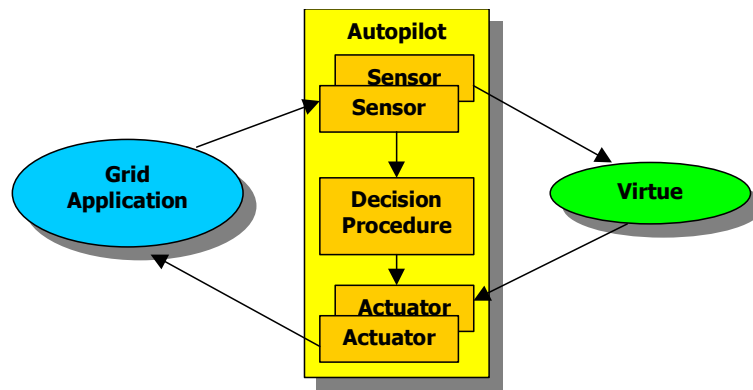 Autopilot
Sensor
Sensor
Grid
Application
Decision
Procedure
Virtue
Actuator
Actuator